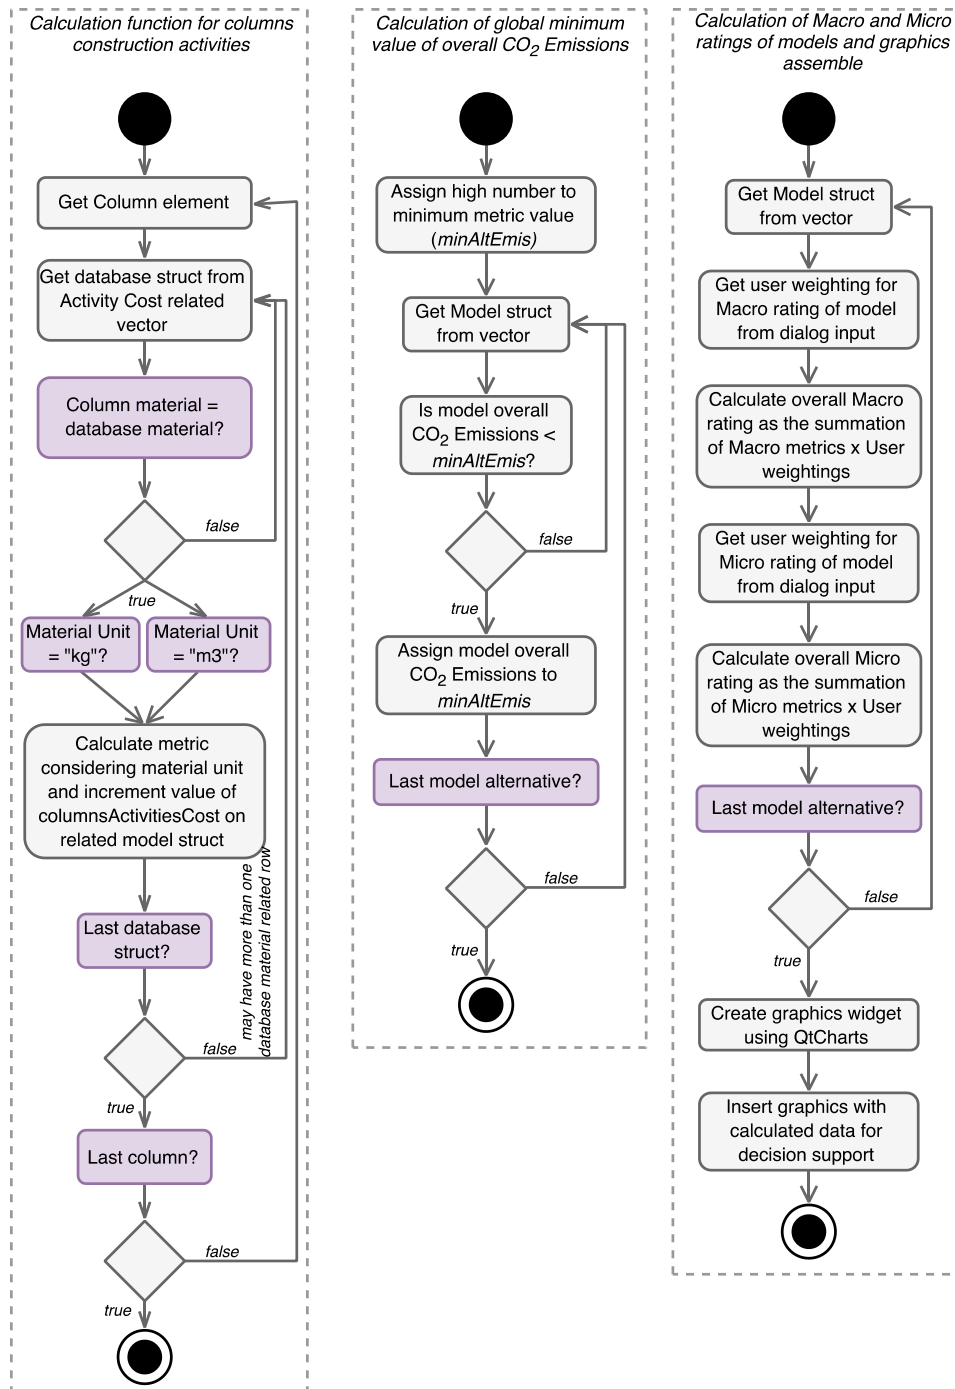 Calculation function for columns
construction activities
Get Column element
Get database struct from
Activity Cost related
vector
Column material =
database material?
false
true
Material Unit
= "kg"?
Material Unit
= "m3"?
Calculate metric
considering material unit
and increment value of
columnsActivitiesCost on
related model struct
may have more than one
database material related row
Last database
struct?
false
true
Last column?
false
true
Calculation of global minimum
value of overall CO2 Emissions
Assign high number to
minimum metric value
(minAltEmis)
Get Model struct
from vector
Is model overall
CO2 Emissions <
minAltEmis?
false
true
Assign model overall
CO2 Emissions to
minAltEmis
Last model alternative?
false
true
Calculation of Macro and Micro
ratings of models and graphics
assemble
Get Model struct
from vector
Get user weighting for
Macro rating of model
from dialog input
Calculate overall Macro
rating as the summation
of Macro metrics x User
weightings
Get user weighting for
Micro rating of model
from dialog input
Calculate overall Micro
rating as the summation
of Micro metrics x User
weightings
Last model alternative?
false
true
Create graphics widget
using QtCharts
Insert graphics with
calculated data for
decision support